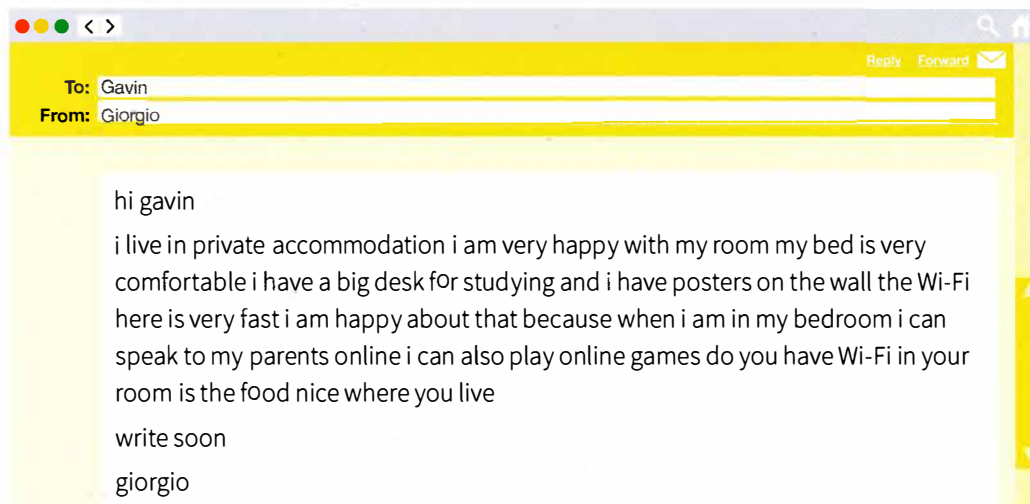 < >
Reply Forward
To: Gavin
From: Giorgio
hi gavin
i live in private accommodation i am very happy with my room my bed is very
comfortable i have a big desk for studying and i have posters on the wall the Wi-Fi
here is very fast i am happy about that because when i am in my bedroom i can
speak to my parents online i can also play online games do you have Wi-Fi in your
room is the food nice where you live
write soon
giorgio